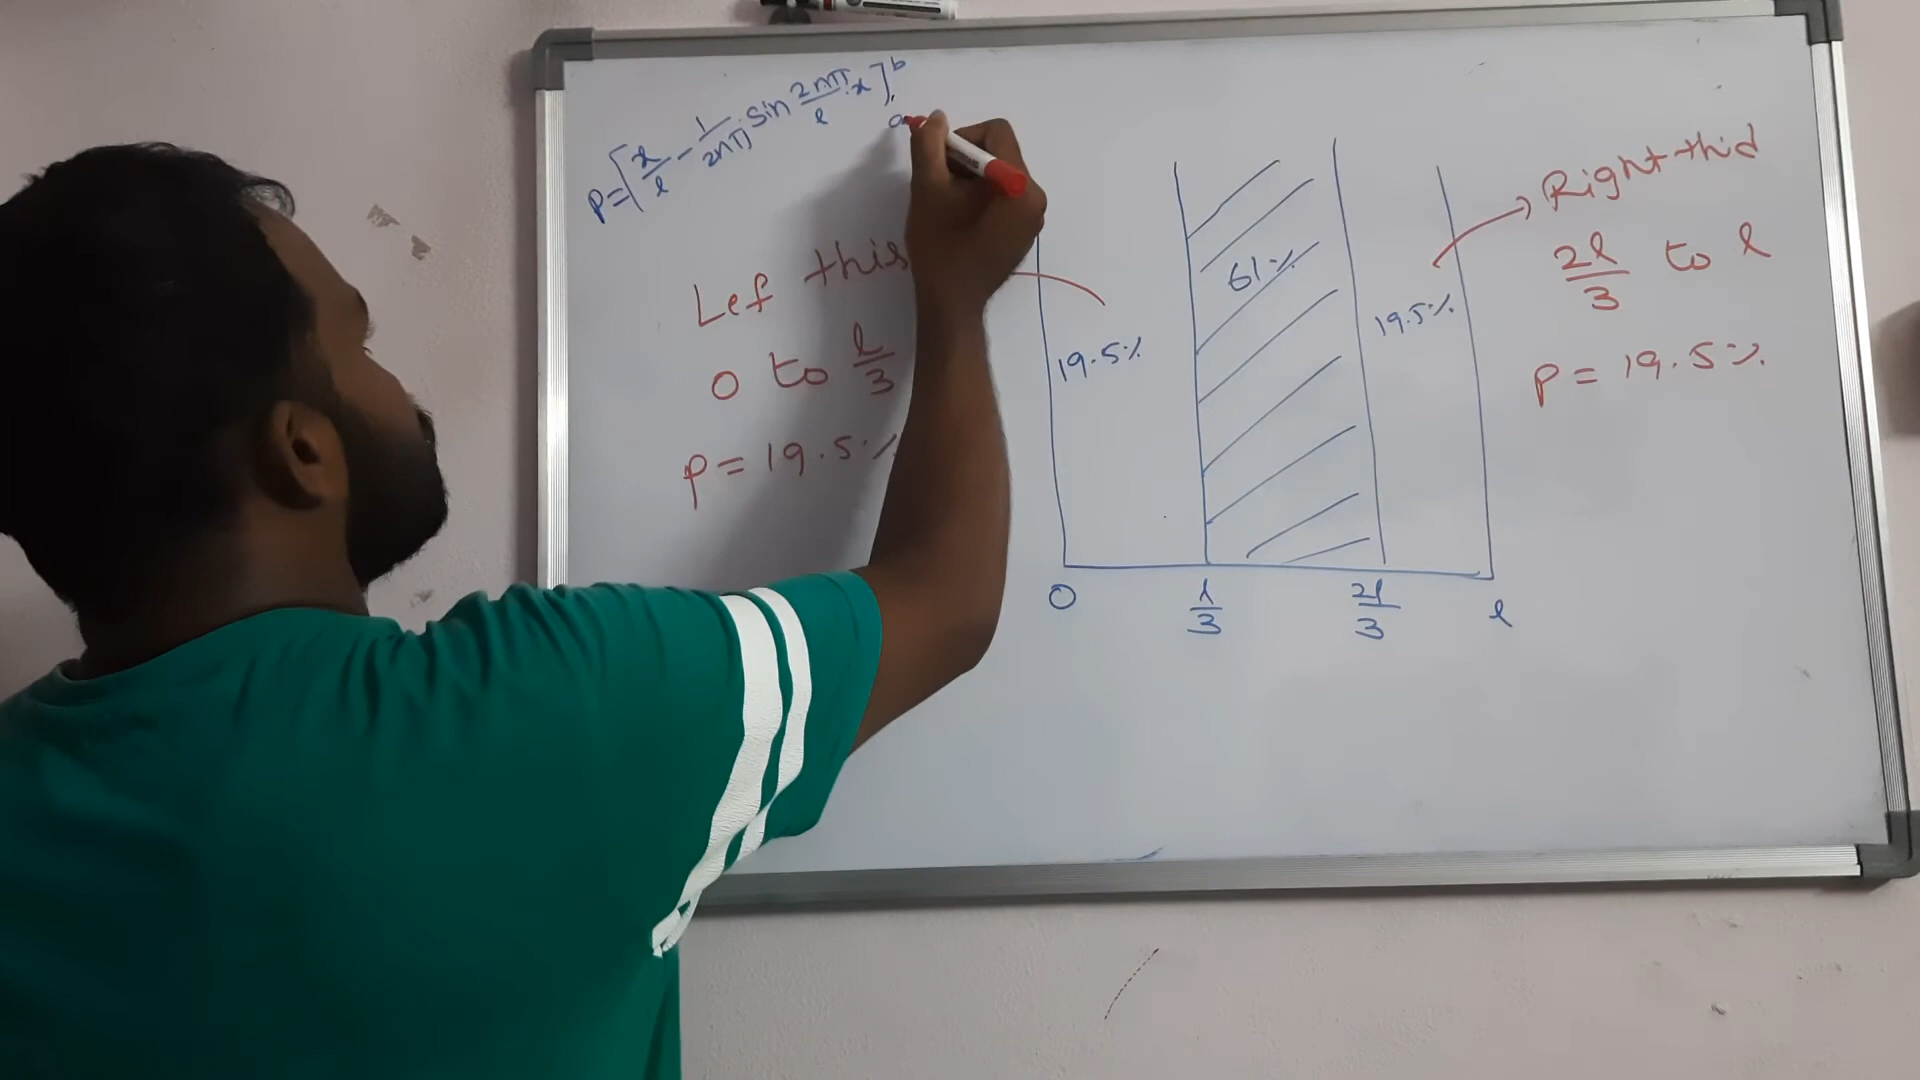 P=[x/l - 1/2nπ sin 2nπ/l . x]ᵇₐ
Lef this
0 to l/3
P = 19.5%
19.5%
61%
19.5%
0
l/3
2l/3
l
Right thid
2l/3 to l
P = 19.5%